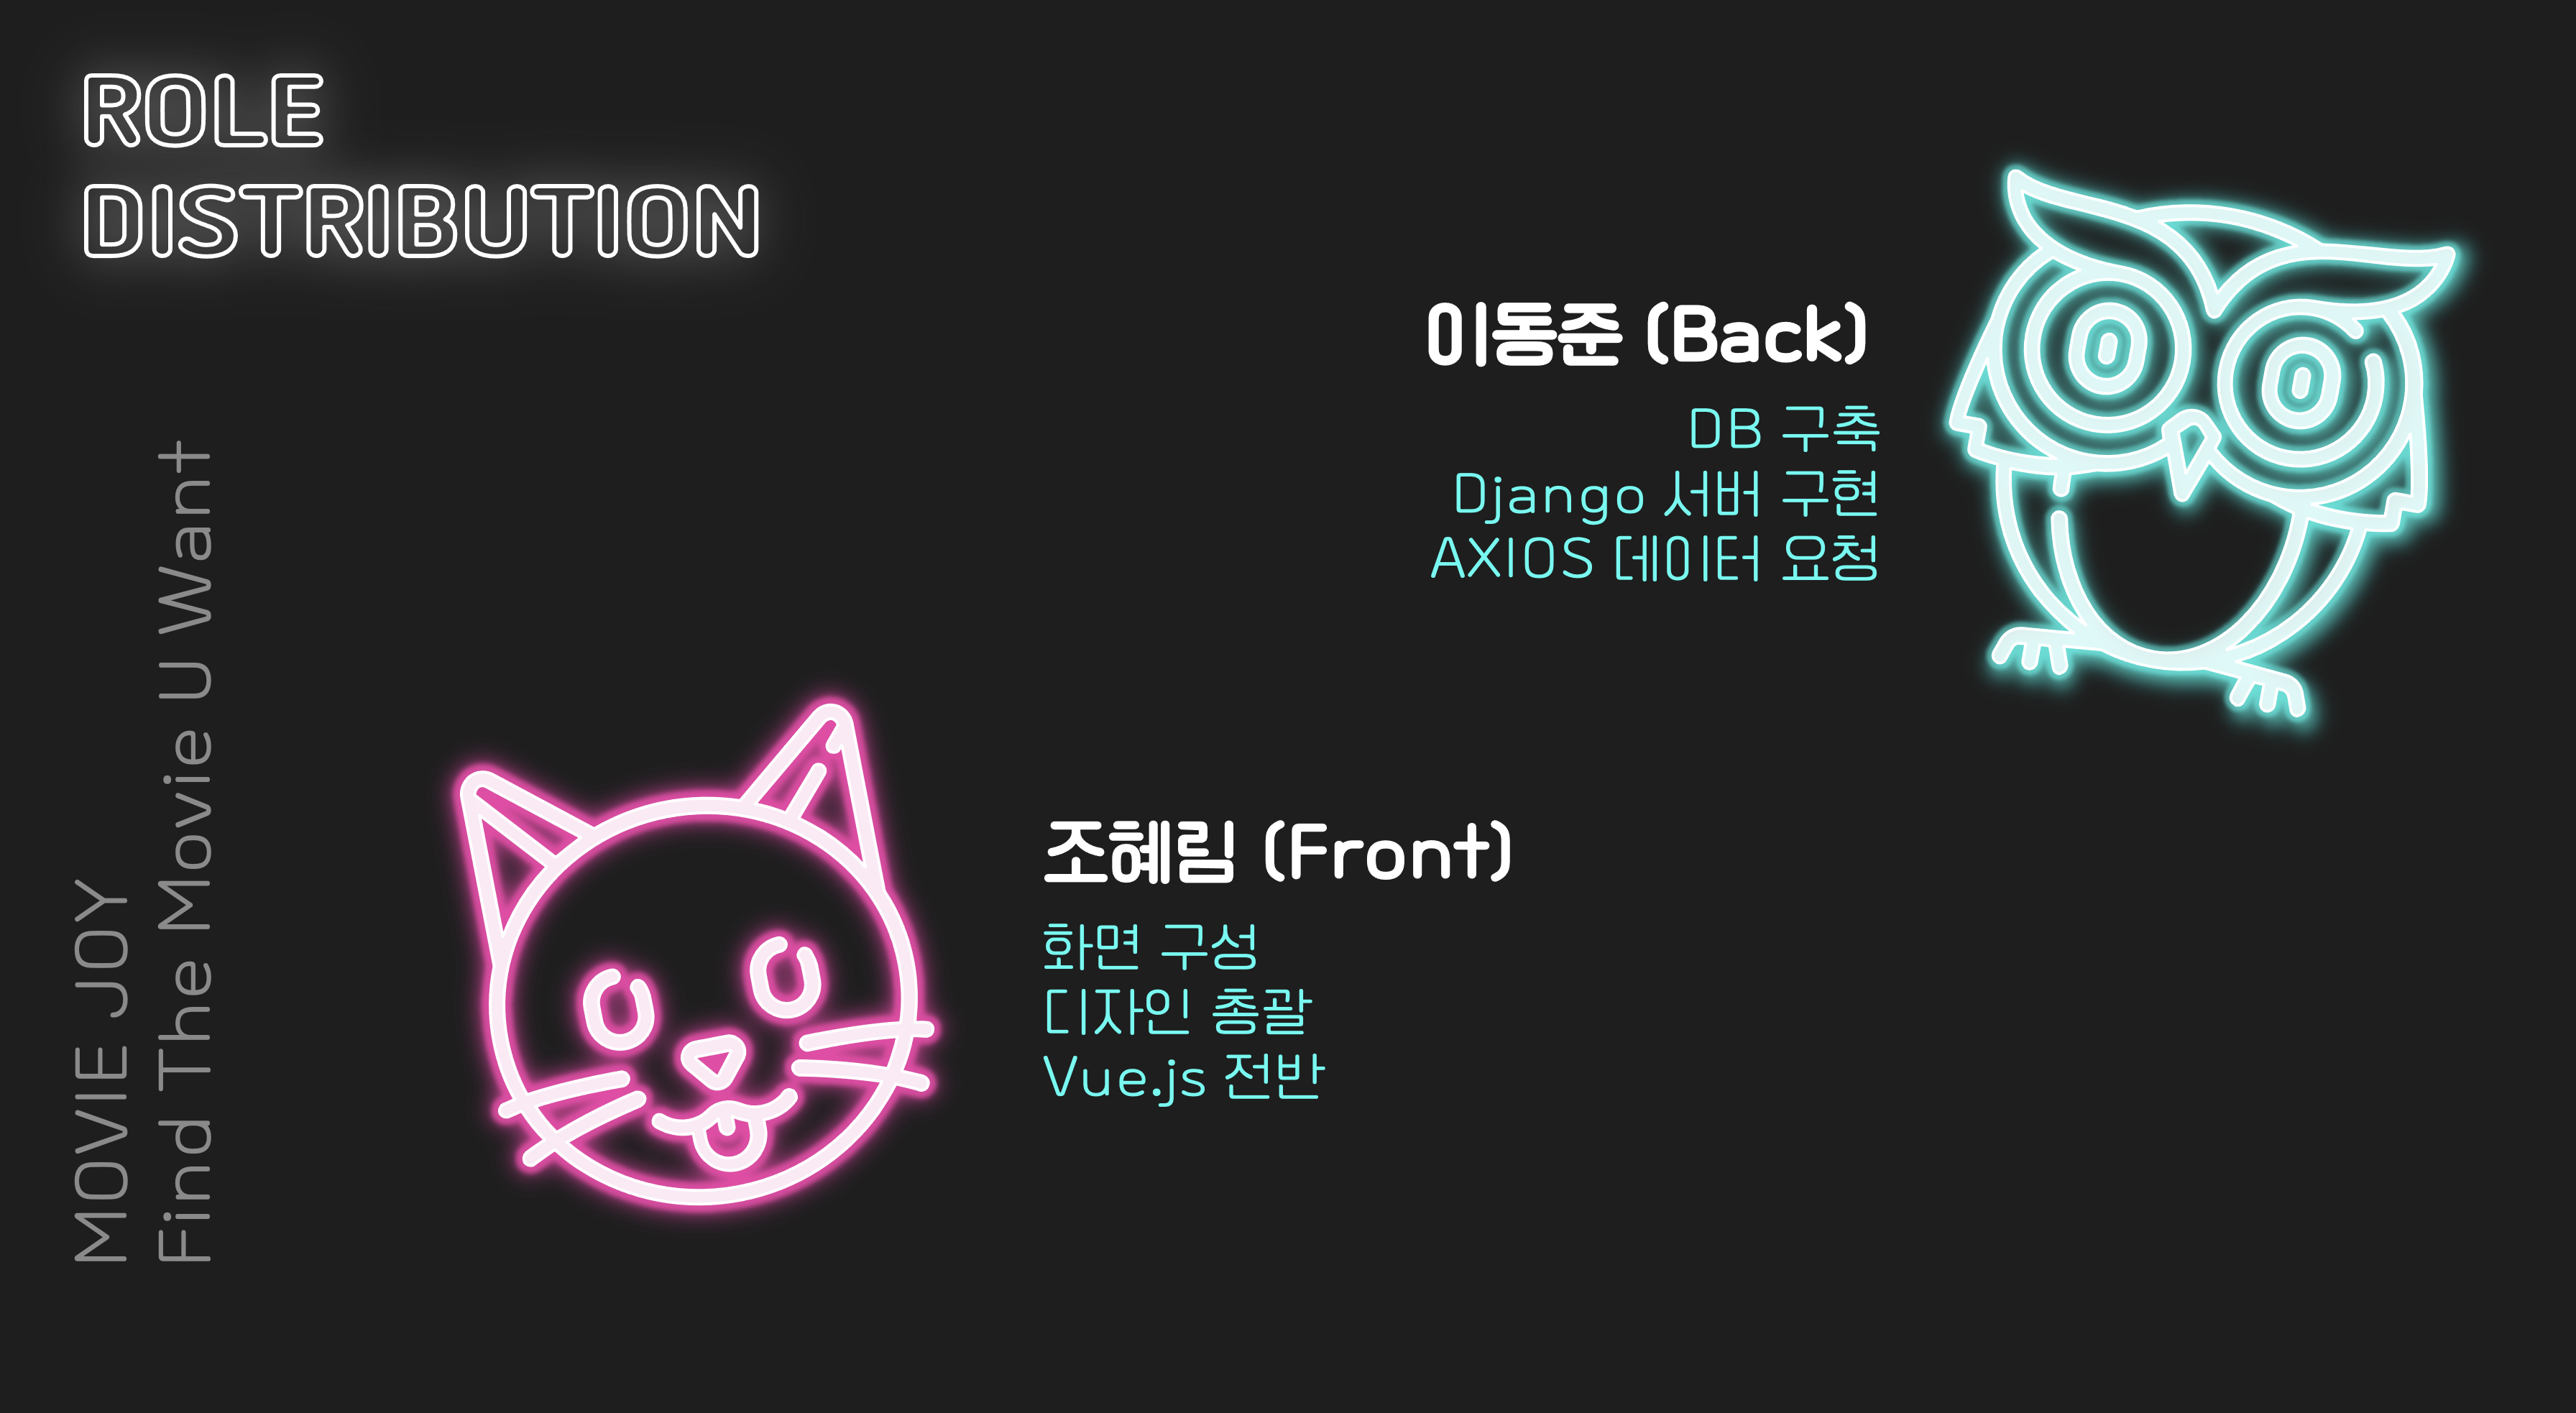 ROLE
DISTRIBUTION
이동준 (Back)
DB 구축
Django 서버 구현
AXIOS 데이터 요청
조혜림 (Front)
화면 구성
디자인 총괄
Vue.js 전반
MOVIE JOY
Find The Movie U Want